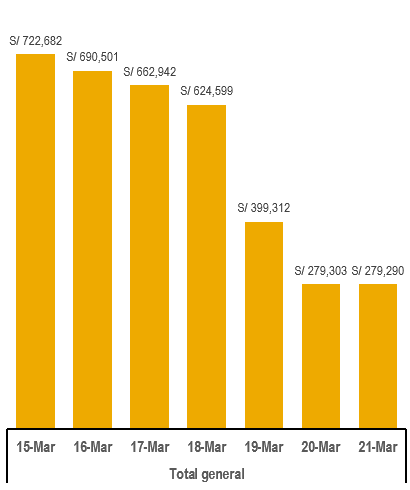 S/ 722,682
S/ 690,501
S/ 662,942
S/ 624,599
S/ 399,312
S/ 279,303 S/ 279,290
15-Mar 16-Mar 17-Mar 18-Mar 19-Mar 20-Mar 21-Mar
Total general